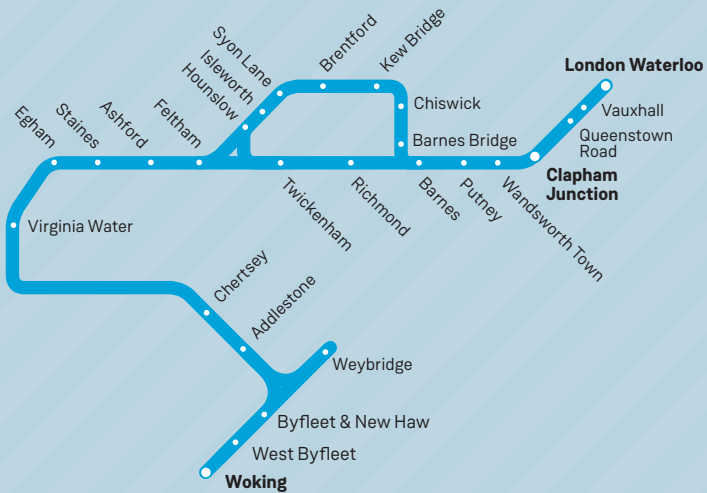 Syon Lane
Isleworth
Hounslow
Brentford
Kew Bridge
London Waterloo
Vauxhall
Queenstown
Road
Chiswick
Barnes Bridge
Egham
Staines
Ashford
Feltham
Twickenham
Richmond
Barnes
Putney
Wandsworth Town
Clapham
Junction
Virginia Water
Chertsey
Addlestone
Weybridge
Byfleet & New Haw
West Byfleet
Woking